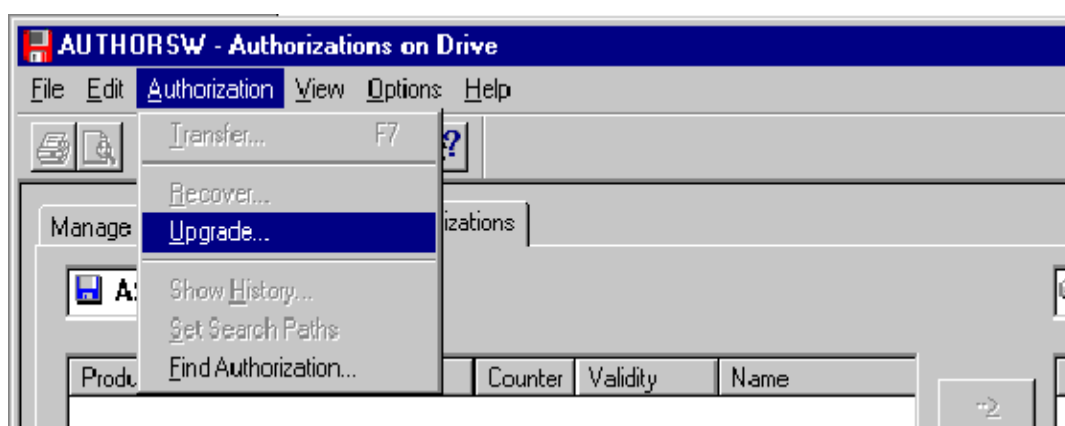 AUTHORSW - Authorizations on Drive
File Edit Authorization View Options Help
Transfer... F7
Recover...
Manage Upgrade... izations
A: Show History...
Set Search Paths
Find Authorization...
Produ Counter Validity Name